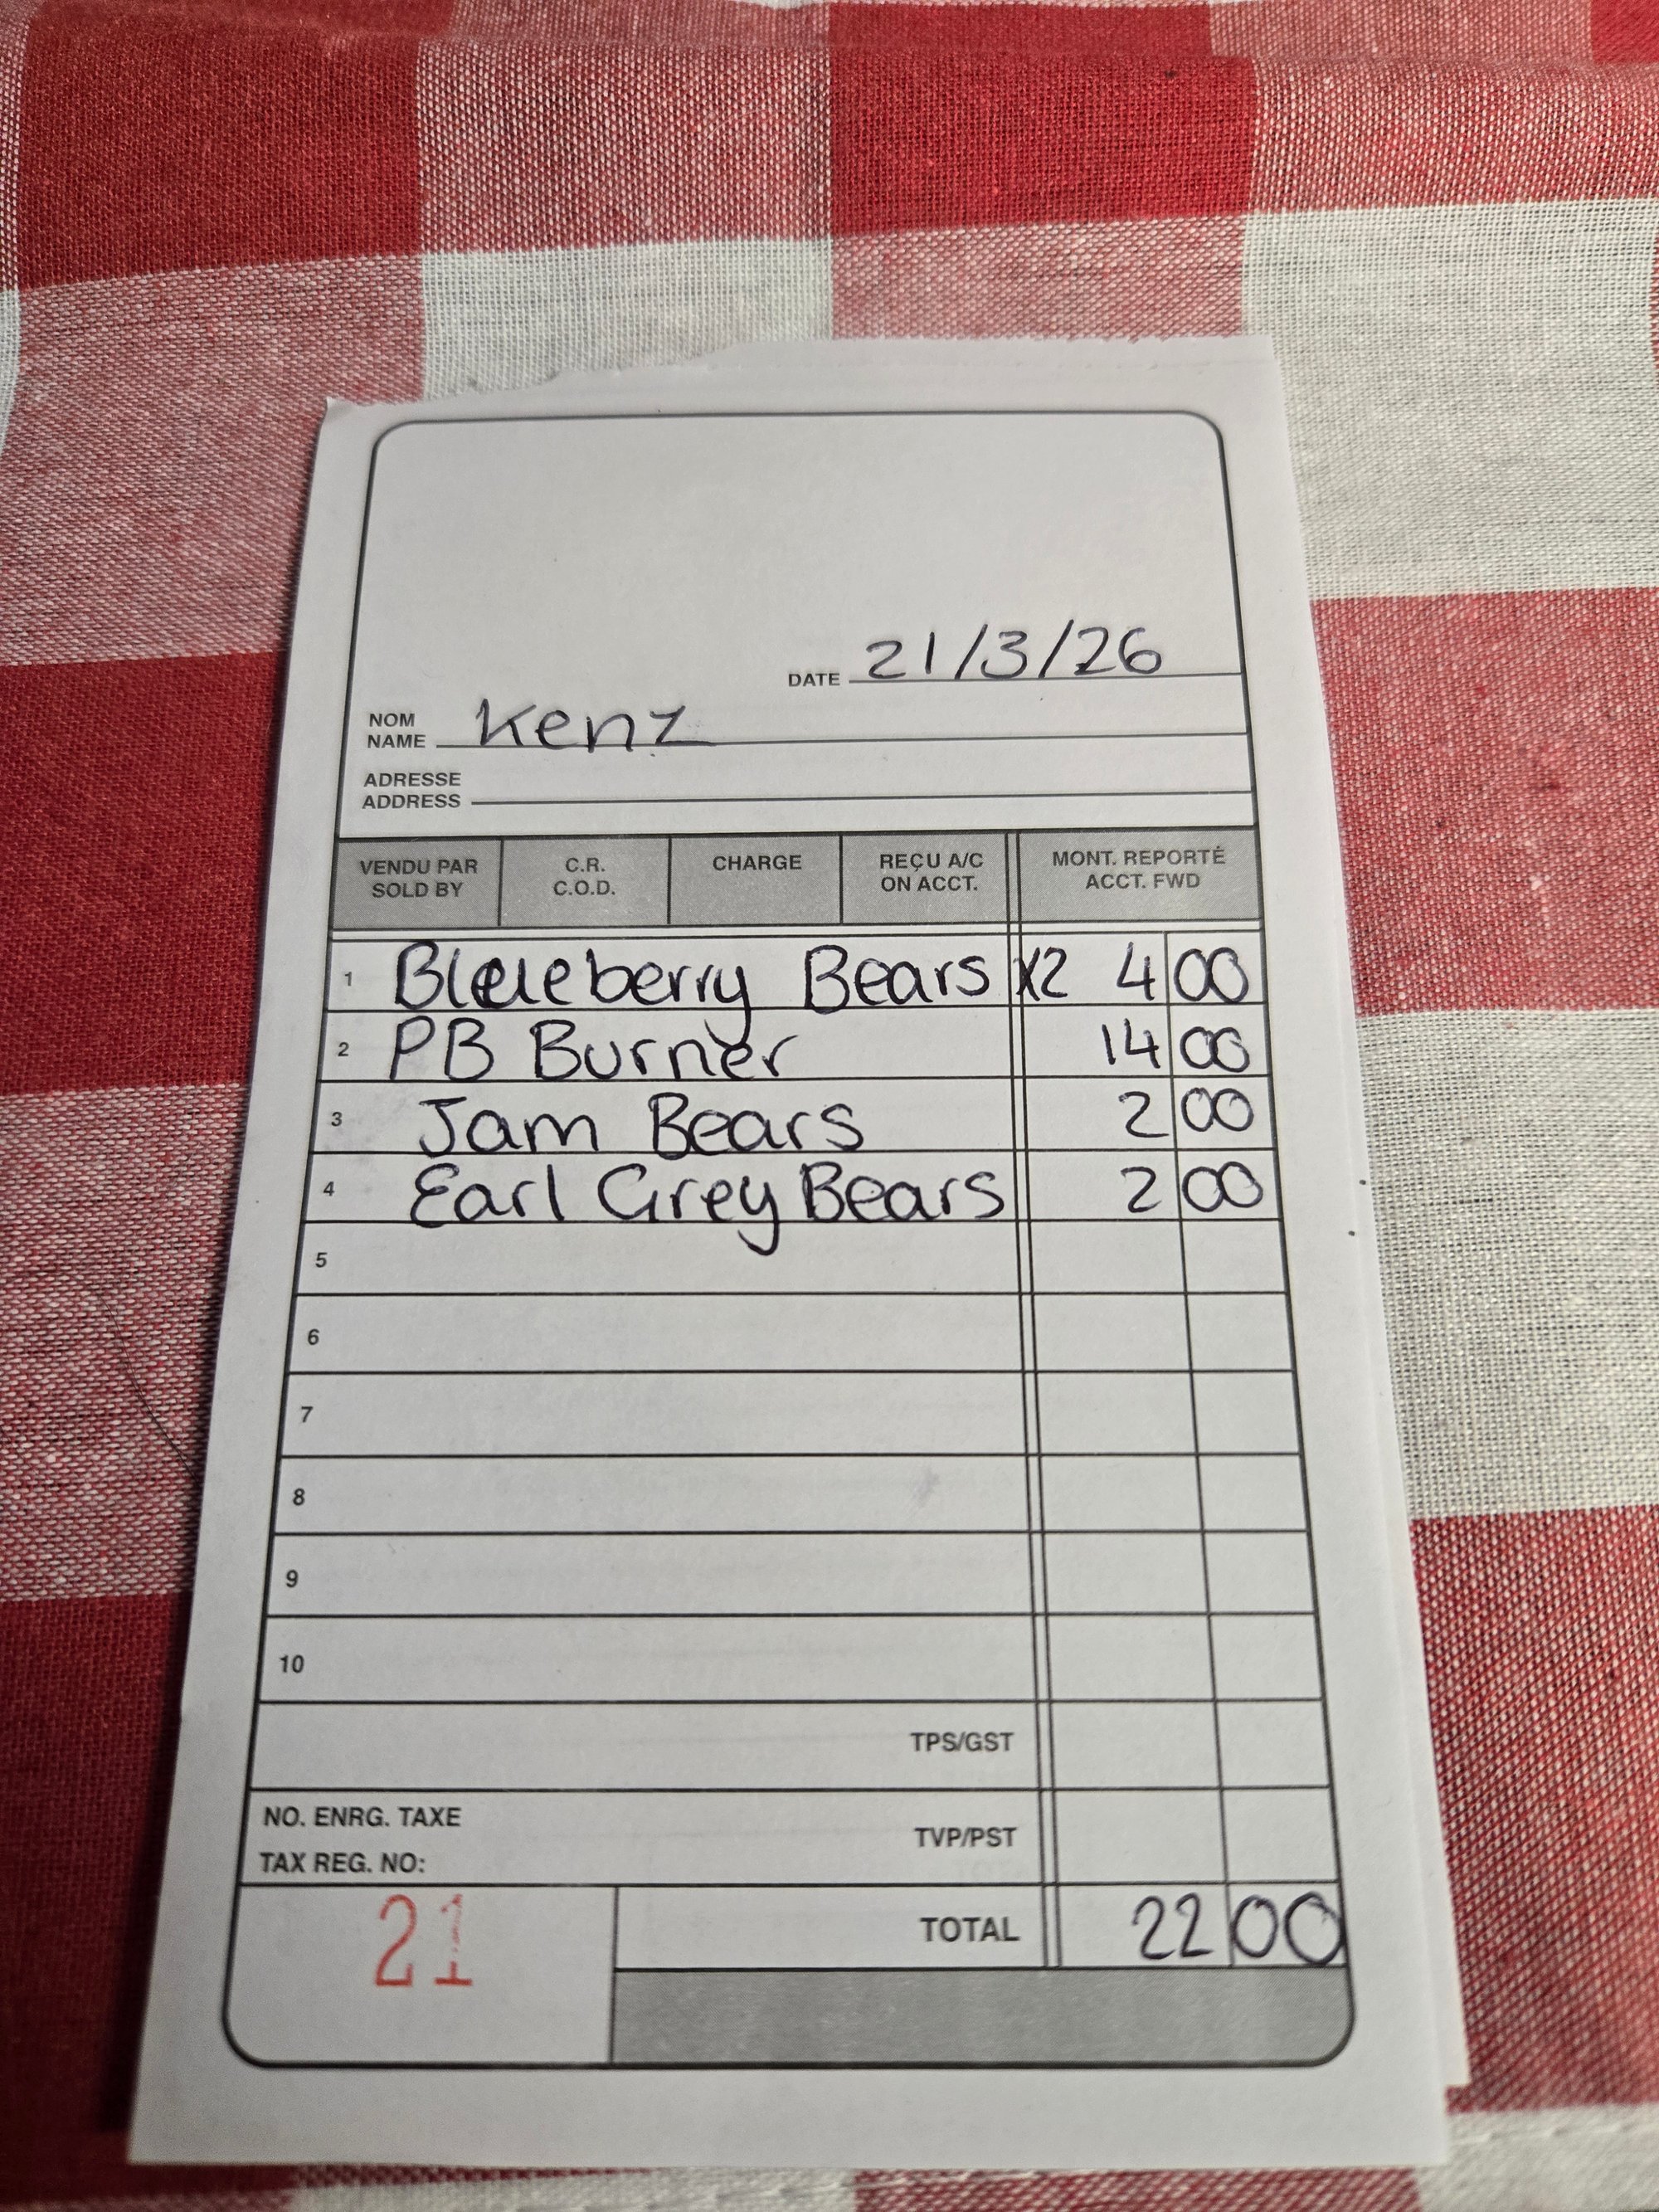 DATE 21/3/26
NOM
NAME Kenz
ADRESSE
ADDRESS
VENDU PAR SOLD BY C.R. C.O.D. CHARGE REÇU A/C ON ACCT. MONT. REPORTÉ ACCT. FWD
1 Blueberry Bears x2 4 00
2 PB Burner 14 00
3 Jam Bears 2 00
4 Earl Grey Bears 2 00
5
6
7
8
9
10
TPS/GST
NO. ENRG. TAXE
TVP/PST
TAX REG. NO:
21 TOTAL 22 00